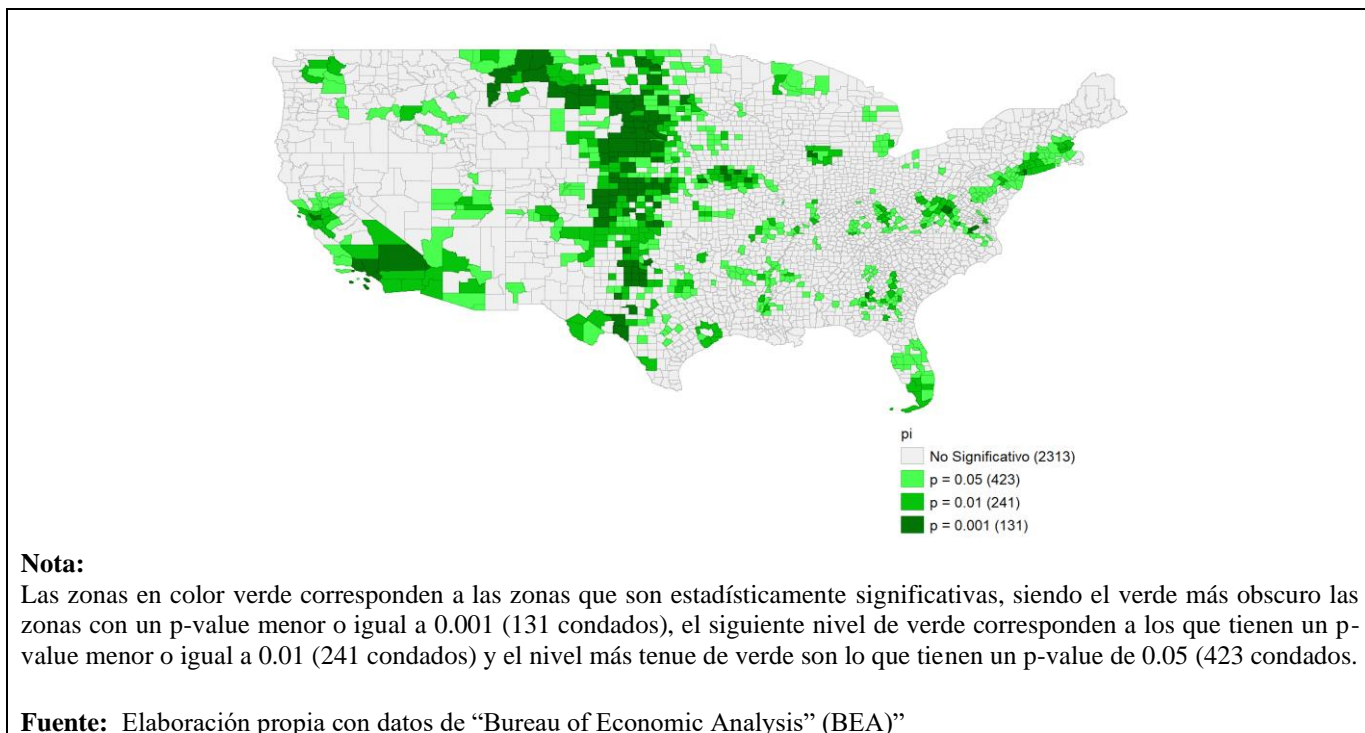 pi
No Significativo (2313)
p = 0.05 (423)
p = 0.01 (241)
p = 0.001 (131)
Nota:
Las zonas en color verde corresponden a las zonas que son estadísticamente significativas, siendo el verde más obscuro las
zonas con un p-value menor o igual a 0.001 (131 condados), el siguiente nivel de verde corresponden a los que tienen un p-
value menor o igual a 0.01 (241 condados) y el nivel más tenue de verde son lo que tienen un p-value de 0.05 (423 condados.
Fuente: Elaboración propia con datos de “Bureau of Economic Analysis” (BEA)”